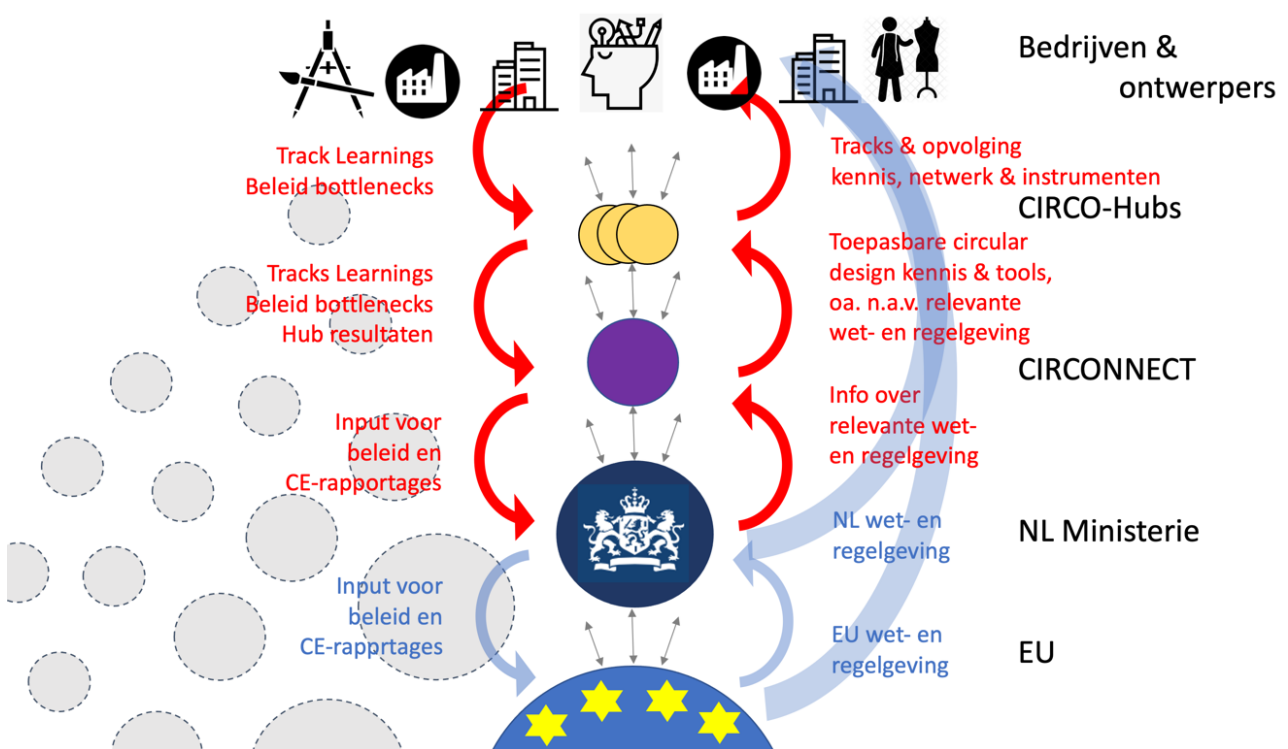 Bedrijven &
ontwerpers
Track Learnings
Beleid bottlenecks
Tracks & opvolging
kennis, netwerk & instrumenten
CIRCO-Hubs
Tracks Learnings
Beleid bottlenecks
Hub resultaten
Toepasbare circular
design kennis & tools,
oa. n.a.v. relevante
wet- en regelgeving
CIRCONNECT
Input voor
beleid en
CE-rapportages
Info over
relevante wet-
en regelgeving
NL wet- en
regelgeving
NL Ministerie
Input voor
beleid en
CE-rapprtages
EU wet- en
regelgeving
EU